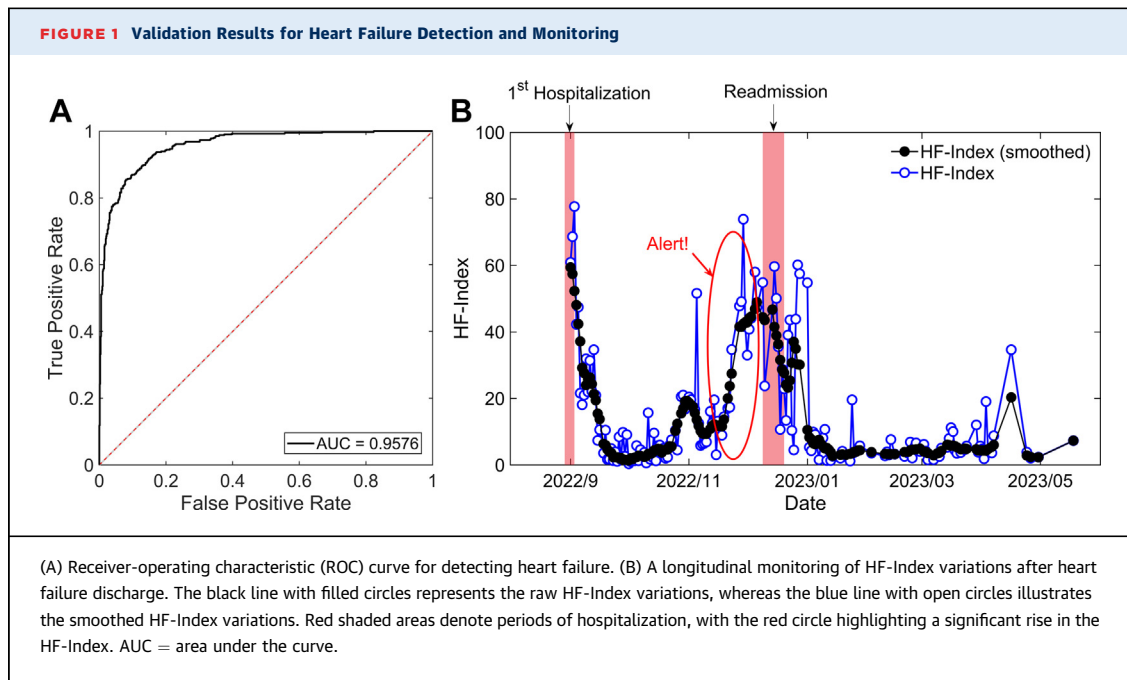 FIGURE 1 Validation Results for Heart Failure Detection and Monitoring
A
1
0.8
0.6
0.4
0.2
0
0
0.2
0.4
0.6
0.8
1
True Positive Rate
False Positive Rate
AUC = 0.9576
B
1st Hospitalization
Readmission
100
80
60
40
20
0
HF-Index
HF-Index (smoothed)
HF-Index
Alert!
2022/9
2022/11
2023/01
2023/03
2023/05
Date
(A) Receiver-operating characteristic (ROC) curve for detecting heart failure. (B) A longitudinal monitoring of HF-Index variations after heart
failure discharge. The black line with filled circles represents the raw HF-Index variations, whereas the blue line with open circles illustrates
the smoothed HF-Index variations. Red shaded areas denote periods of hospitalization, with the red circle highlighting a significant rise in the
HF-Index. AUC = area under the curve.